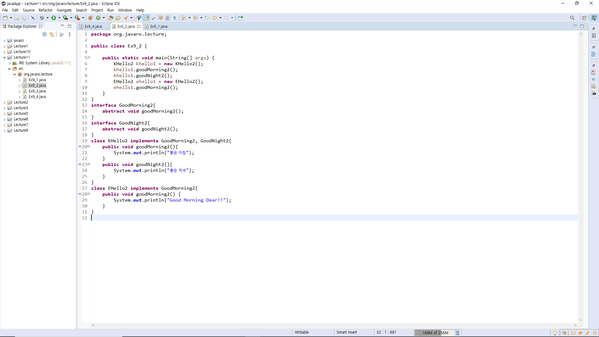 javaApp - Lecture11/src/org/javaro/lecture/Ex9_2.java - Eclipse IDE
File Edit Source Refactor Navigate Search Project Run Window Help
Package Explorer
Ex9_4.java Ex9_2.java Ex9_1.java
javaro
Lecture1
Lecture10
Lecture11
JRE System Library
src
org.javaro.lecture
Ex9_1.java
Ex9_2.java
Ex9_3.java
Ex9_4.java
Lecture2
Lecture3
Lecture5
Lecture6
Lecture7
Lecture8
1 package org.javaro.lecture;
2
3 public class Ex9_2 {
4
5 public static void main(String[] args) {
6 KHello2 khello1 = new KHello2();
7 khello1.goodMorning2();
8 khello1.goodNight2();
9 EHello2 ehello1 = new EHello2();
10 ehello1.goodMorning2();
11 }
12 }
13 interface GoodMorning2{
14 abstract void goodMorning2();
15 }
16 interface GoodNight2{
17 abstract void goodNight2();
18 }
19 class KHello2 implements GoodMorning2, GoodNight2{
20 public void goodMorning2(){
21 System.out.println("좋은 아침");
22 }
23 public void goodNight2(){
24 System.out.println("좋은 저녁");
25 }
26 }
27 class EHello2 implements GoodMorning2{
28 public void goodMorning2() {
29 System.out.println("Good Morning Dear!!");
30 }
31 }
32
Writable Smart Insert 32 : 1 : 681